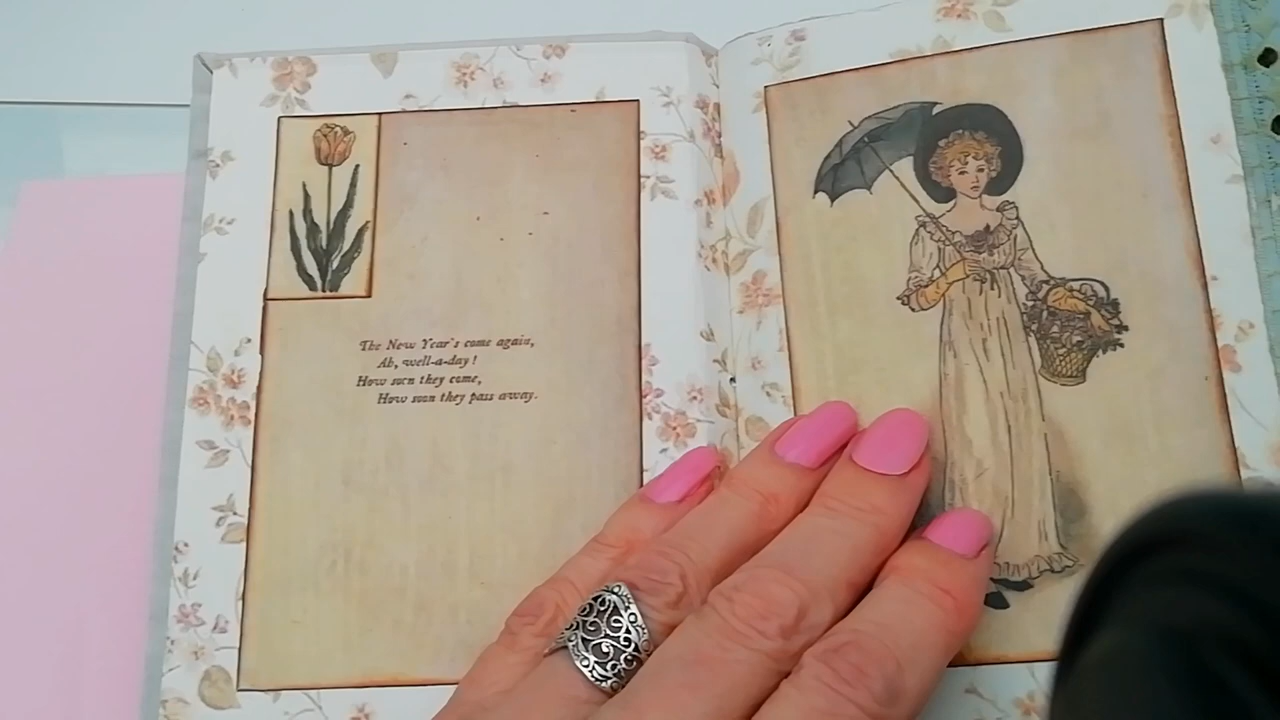 The New Year's come again,
Ah, well-a-day!
How soon they come,
How soon they pass away.